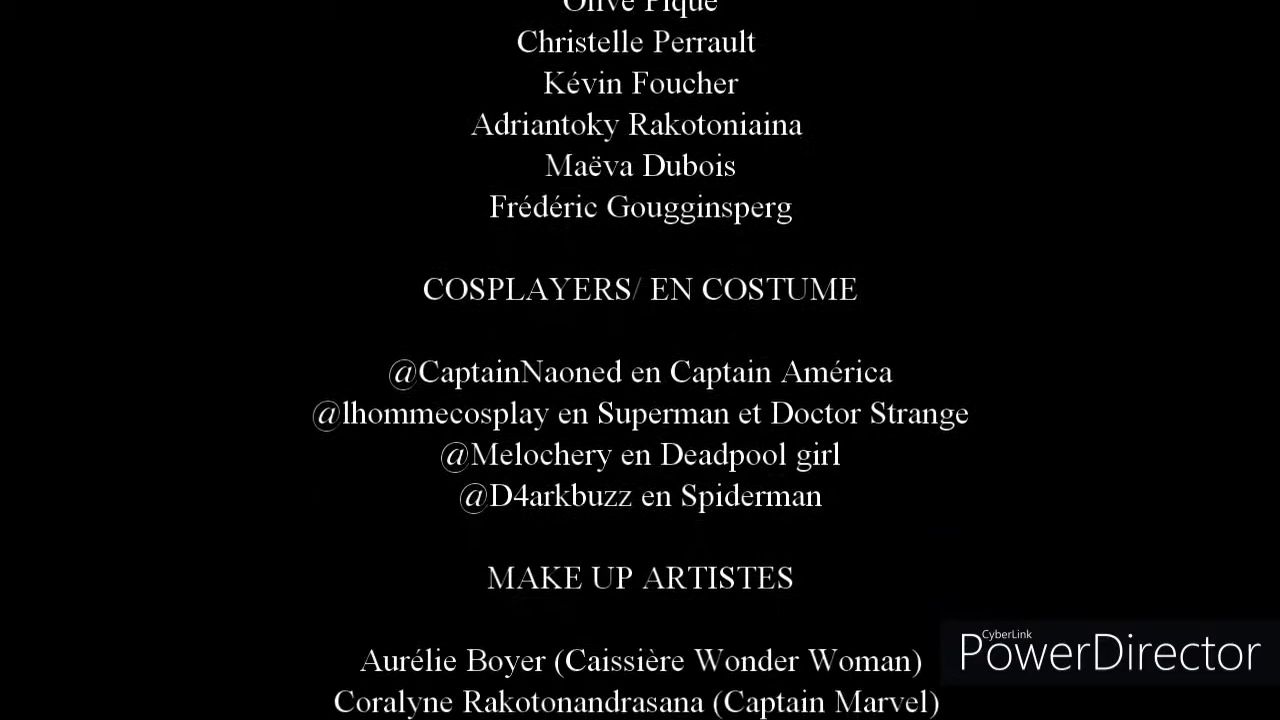 Olive Pique
Christelle Perrault
Kévin Foucher
Adriantoky Rakotoniaina
Maëva Dubois
Frédéric Gougginsperg
COSPLAYERS/ EN COSTUME
@CaptainNaoned en Captain América
@lhommecosplay en Superman et Doctor Strange
@Melochery en Deadpool girl
@D4arkbuzz en Spiderman
MAKE UP ARTISTES
Aurélie Boyer (Caissière Wonder Woman)
Coralyne Rakotonandrasana (Captain Marvel)
CyberLink
PowerDirector